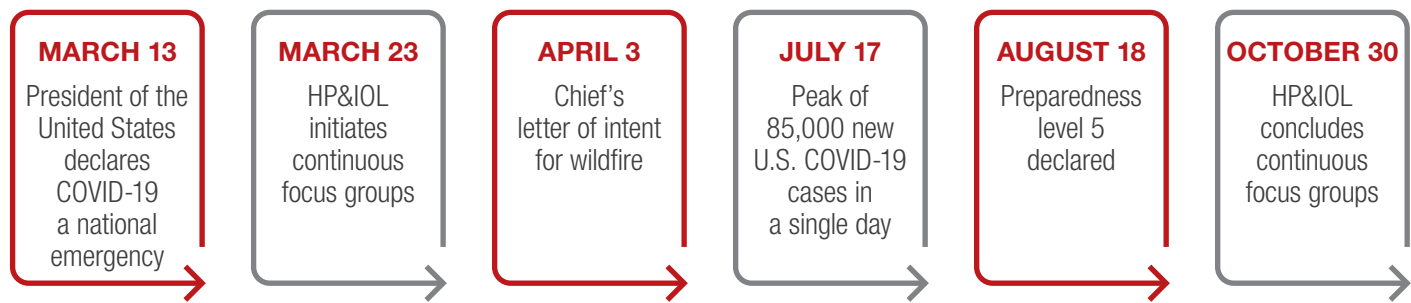 MARCH 13
President of the
United States
declares
COVID-19
a national
emergency
MARCH 23
HP&IOL
initiates
continuous
focus groups
APRIL 3
Chief's
letter of intent
for wildfire
JULY 17
Peak of
85,000 new
U.S. COVID-19
cases in
a single day
AUGUST 18
Preparedness
level 5
declared
OCTOBER 30
HP&IOL
concludes
continuous
focus groups